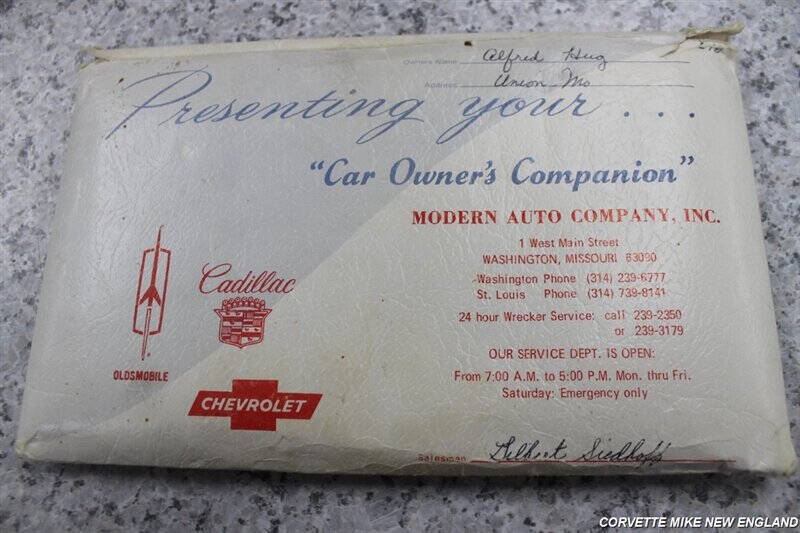 Owners Name Alfred Hug
Address Union Mo
Presenting your . . .
"Car Owner's Companion"
MODERN AUTO COMPANY, INC.
1 West Main Street
WASHINGTON, MISSOURI 63090
Washington Phone (314) 239-6777
St. Louis Phone (314) 739-8141
24 hour Wrecker Service: call 239-2350
or 239-3179
OUR SERVICE DEPT. IS OPEN:
From 7:00 A.M. to 5:00 P.M. Mon. thru Fri.
Saturday: Emergency only
OLDSMOBILE
Cadillac
CHEVROLET
Salesman Gilbert Siedhoff
CORVETTE MIKE NEW ENGLAND